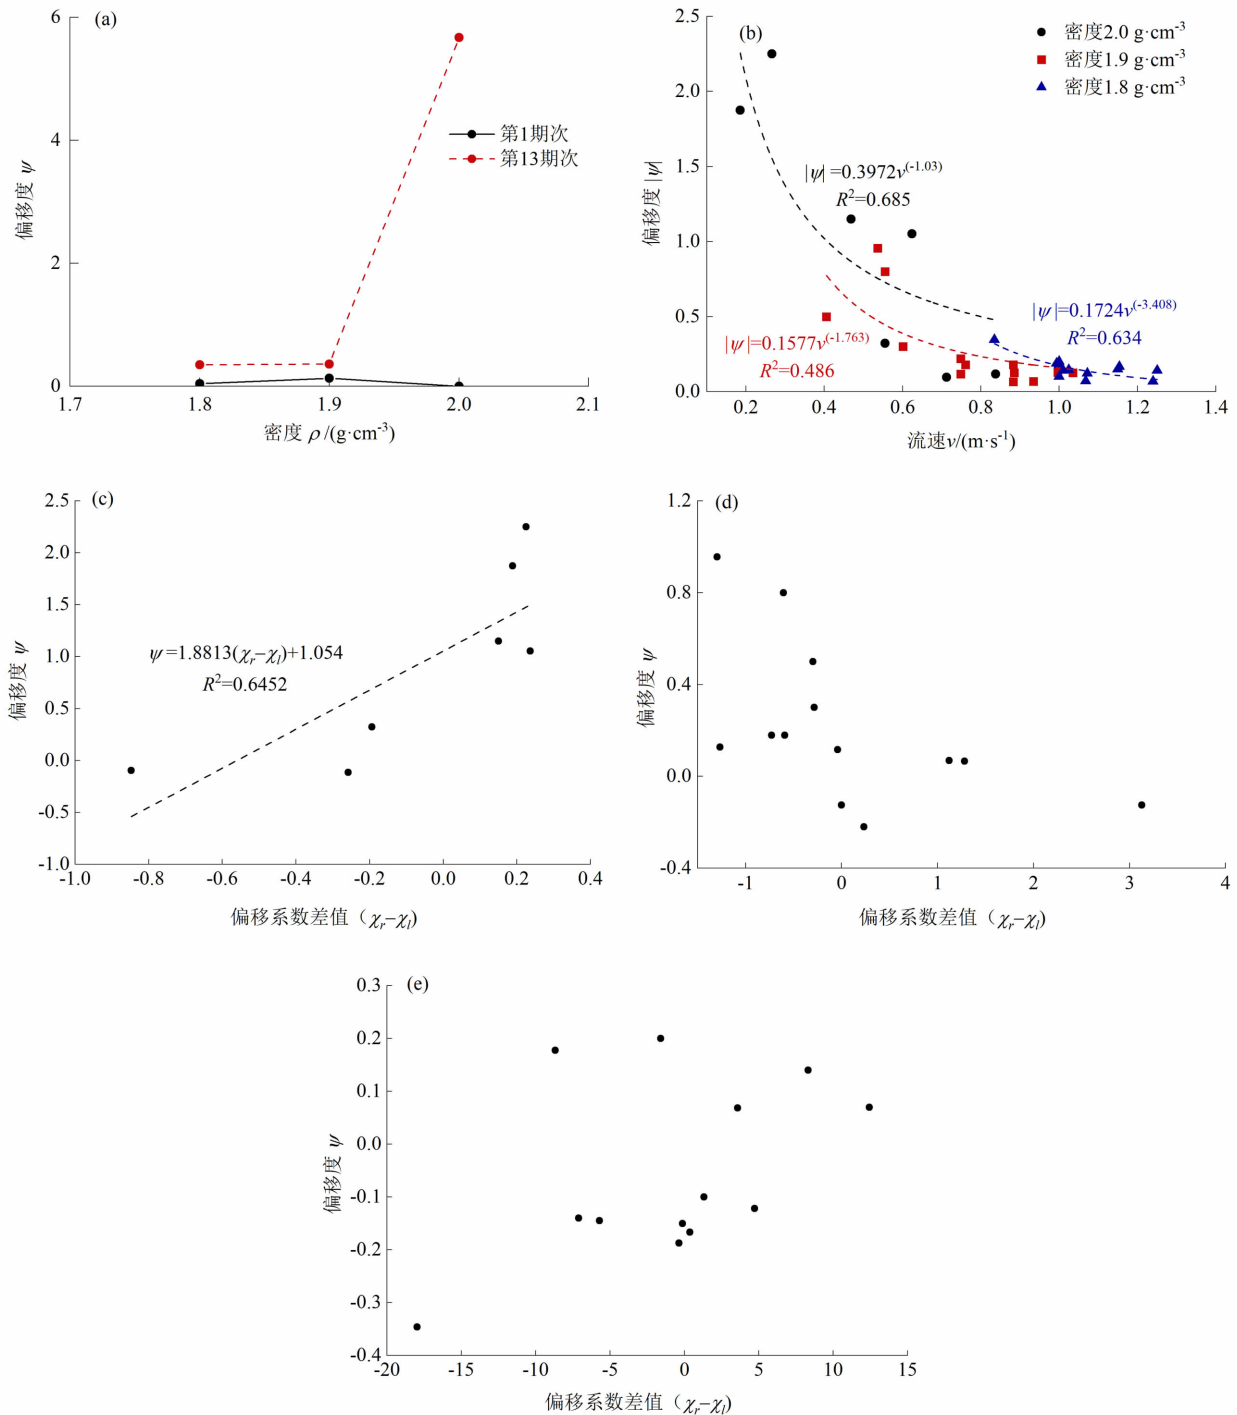 (a)
6
4
2
0
偏移度 ψ
第1期次
第13期次
1.7 1.8 1.9 2.0 2.1
密度 ρ /(g·cm⁻³)
(b)
2.5
2.0
1.5
1.0
0.5
0.0
偏移度 |ψ|
密度2.0 g·cm⁻³
密度1.9 g·cm⁻³
密度1.8 g·cm⁻³
|ψ|=0.3972v^(-1.03)
R²=0.685
|ψ|=0.1577v^(-1.763)
R²=0.486
|ψ|=0.1724v^(-3.408)
R²=0.634
0.2 0.4 0.6 0.8 1.0 1.2 1.4
流速v/(m·s⁻¹)
(c)
2.5
2.0
1.5
1.0
0.5
0.0
-0.5
-1.0
偏移度 ψ
ψ=1.8813(χr−χl)+1.054
R²=0.6452
-1.0 -0.8 -0.6 -0.4 -0.2 0.0 0.2 0.4
偏移系数差值（χr−χl)
(d)
1.2
0.8
0.4
0.0
-0.4
偏移度 ψ
-1 0 1 2 3 4
偏移系数差值（χr−χl)
(e)
0.3
0.2
0.1
0.0
-0.1
-0.2
-0.3
-0.4
偏移度 ψ
-20 -15 -10 -5 0 5 10 15
偏移系数差值（χr−χl)